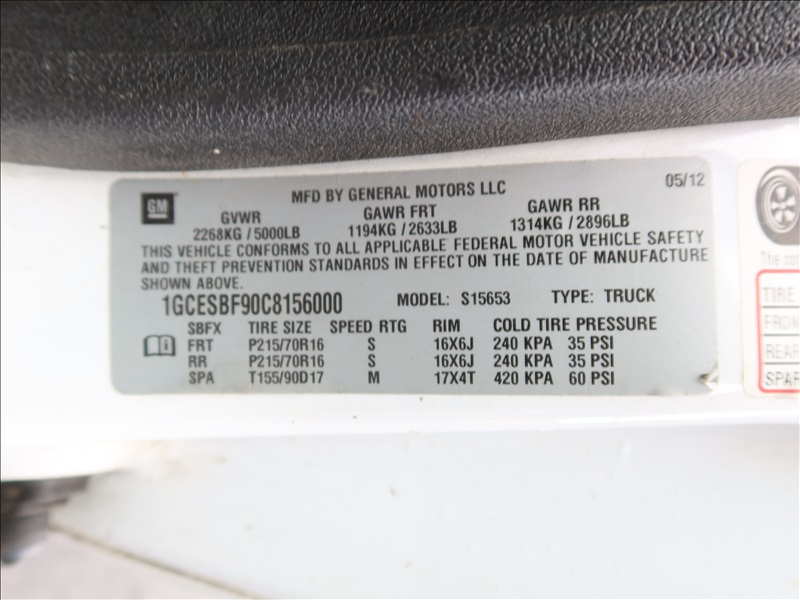 GM
MFD BY GENERAL MOTORS LLC 05/12
GVWR GAWR FRT GAWR RR
2268KG / 5000LB 1194KG / 2633LB 1314KG / 2896LB
THIS VEHICLE CONFORMS TO ALL APPLICABLE FEDERAL MOTOR VEHICLE SAFETY
AND THEFT PREVENTION STANDARDS IN EFFECT ON THE DATE OF MANUFACTURE
SHOWN ABOVE.
1GCESBF90C8156000 MODEL: S15653 TYPE: TRUCK
SBFX TIRE SIZE SPEED RTG RIM COLD TIRE PRESSURE
FRT P215/70R16 S 16X6J 240 KPA 35 PSI
RR P215/70R16 S 16X6J 240 KPA 35 PSI
SPA T155/90D17 M 17X4T 420 KPA 60 PSI
The
TIRE